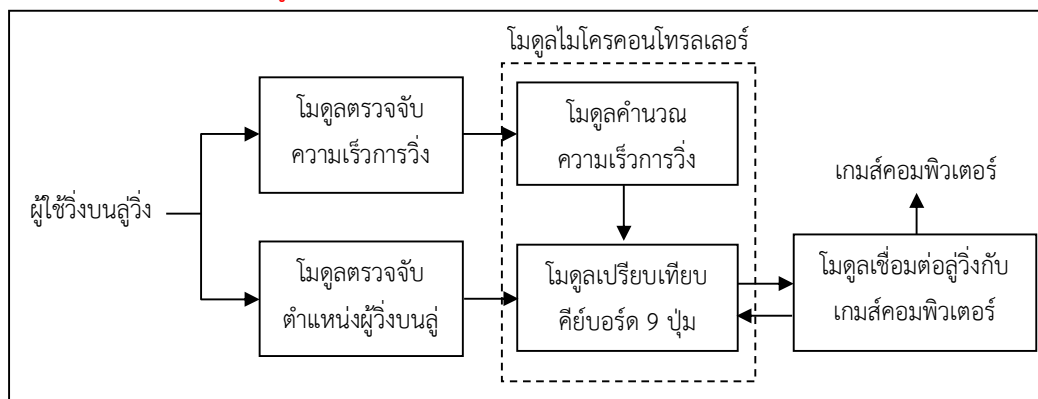 โมดูลไมโครคอนโทรลเลอร์
โมดูลตรวจจับ
ความเร็วการวิ่ง
โมดูลคำนวณ
ความเร็วการวิ่ง
เกมส์คอมพิวเตอร์
ผู้ใช้วิ่งบนลู่วิ่ง
โมดูลตรวจจับ
ตำแหน่งผู้วิ่งบนลู่
โมดูลเปรียบเทียบ
คีย์บอร์ด 9 ปุ่ม
โมดูลเชื่อมต่อลู่วิ่งกับ
เกมส์คอมพิวเตอร์